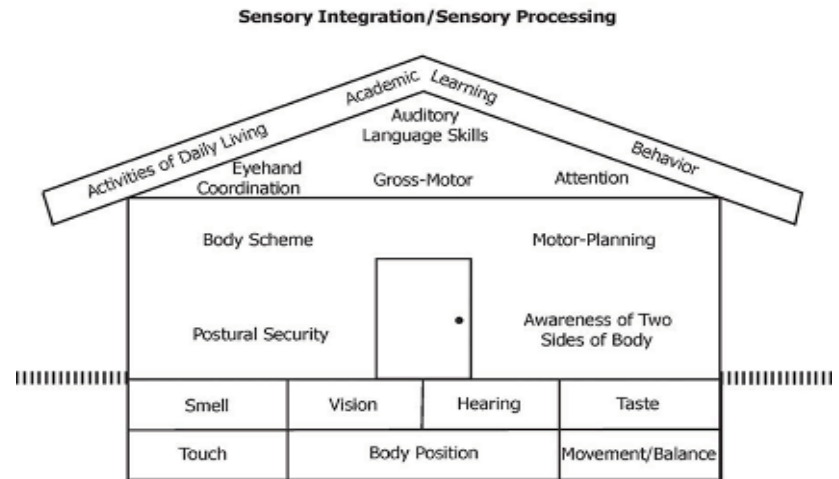 Sensory Integration/Sensory Processing
Activities of Daily Living
Academic Learning
Behavior
Auditory
Language Skills
Eyehand
Coordination
Gross-Motor
Attention
Body Scheme
Motor-Planning
Postural Security
Awareness of Two
Sides of Body
Smell
Vision
Hearing
Taste
Touch
Body Position
Movement/Balance